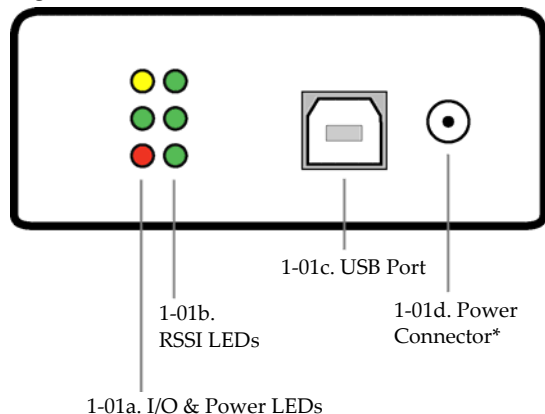 1-01c. USB Port
1-01b.
RSSI LEDs
1-01d. Power
Connector*
1-01a. I/O & Power LEDs